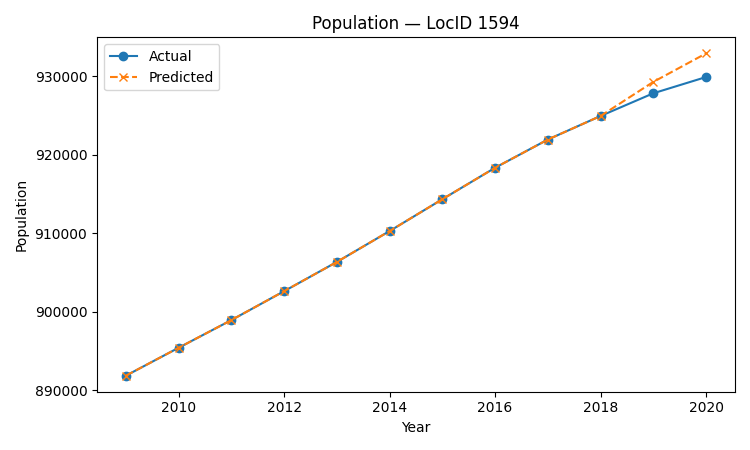 Population — LocID 1594
Actual
Predicted
930000
920000
910000
900000
890000
Population
2010 2012 2014 2016 2018 2020
Year